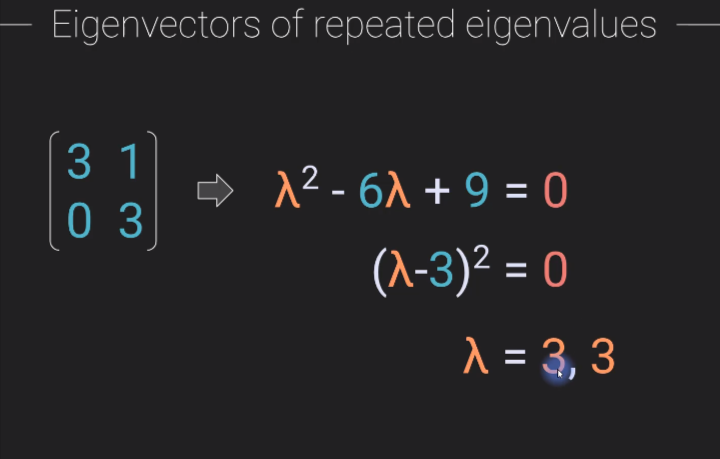 Eigenvectors of repeated eigenvalues
3 1
0 3
λ² - 6λ + 9 = 0
(λ-3)² = 0
λ = 3, 3